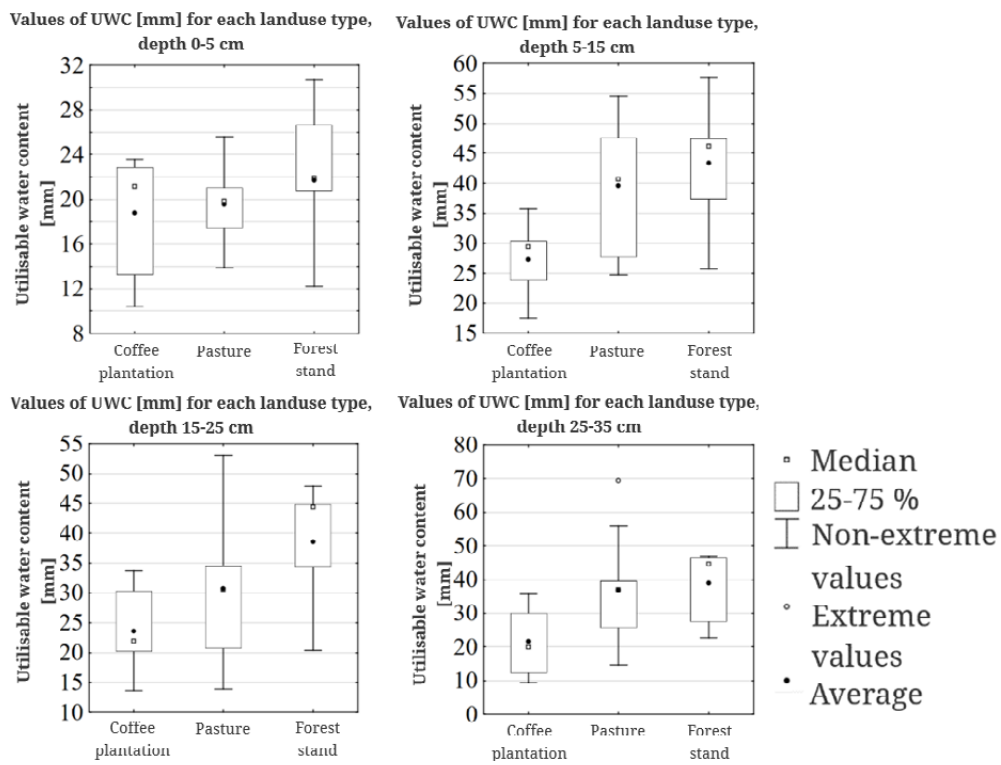 Values of UWC [mm] for each landuse type,
depth 0-5 cm
Utilisable water content
[mm]
32
28
24
20
16
12
8
Coffee
plantation
Pasture
Forest
stand
Values of UWC [mm] for each landuse type,
depth 5-15 cm
Utilisable water content
[mm]
60
55
50
45
40
35
30
25
20
15
Coffee
plantation
Pasture
Forest
stand
Values of UWC [mm] for each landuse type,
depth 15-25 cm
Utilisable water content
[mm]
55
50
45
40
35
30
25
20
15
10
Coffee
plantation
Pasture
Forest
stand
Values of UWC [mm] for each landuse type,
depth 25-35 cm
Utilisable water content
[mm]
80
70
60
50
40
30
20
10
0
Coffee
plantation
Pasture
Forest
stand
Median
25-75 %
Non-extreme
values
Extreme
values
Average